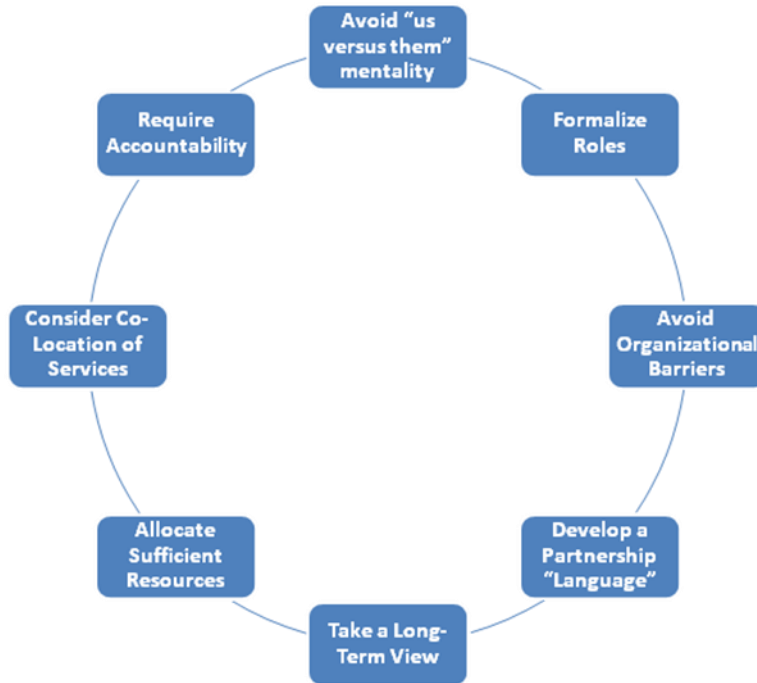 Avoid “us
versus them”
mentality
Formalize
Roles
Avoid
Organizational
Barriers
Develop a
Partnership
“Language”
Take a Long-
Term View
Allocate
Sufficient
Resources
Consider Co-
Location of
Services
Require
Accountability